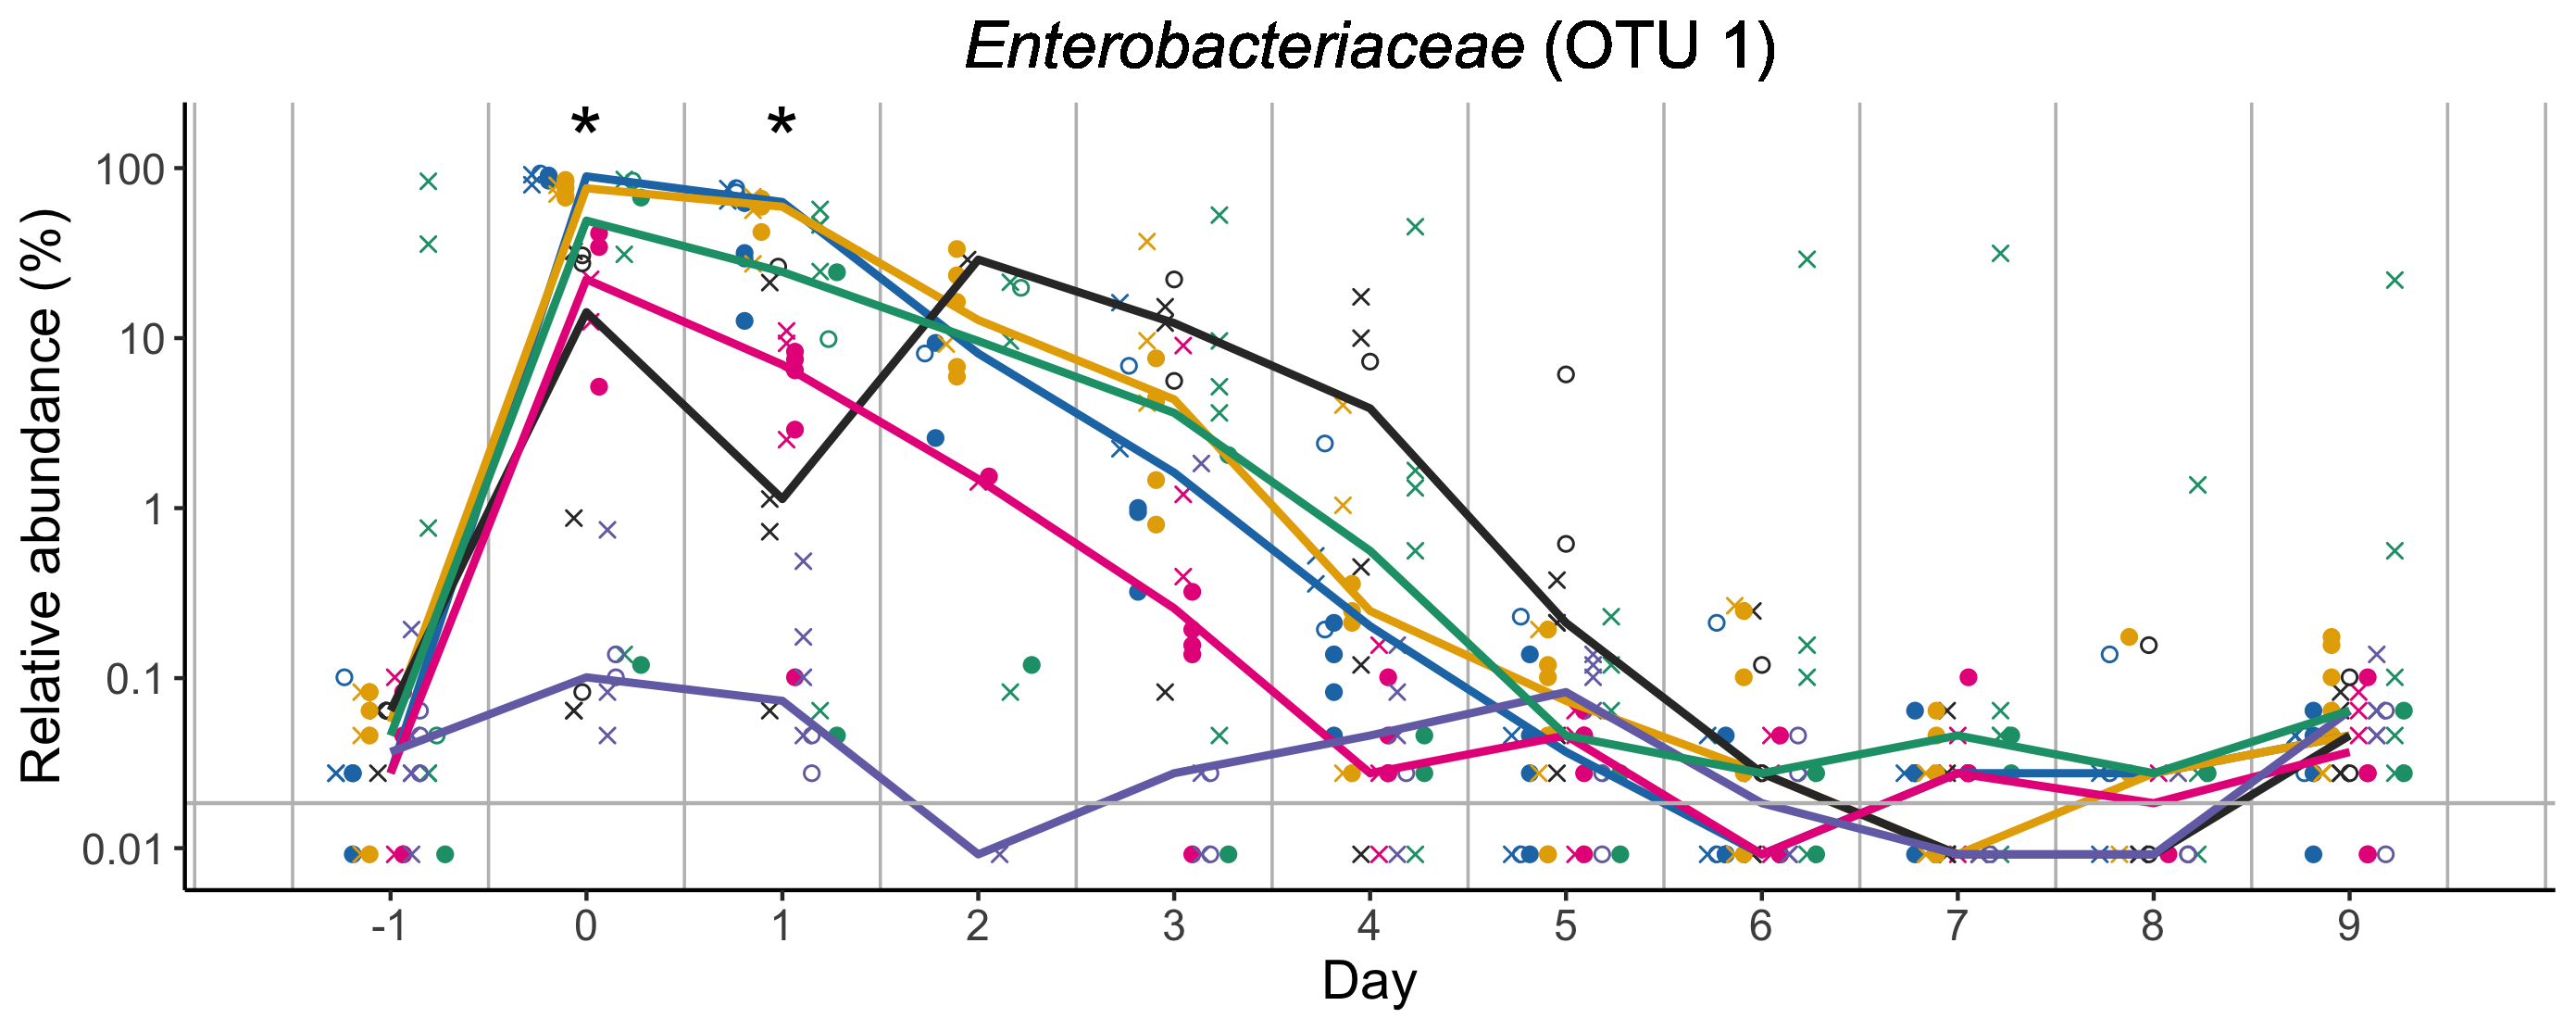 Enterobacteriaceae (OTU 1)
* *
Relative abundance (%)
100
10
1
0.1
0.01
-1 0 1 2 3 4 5 6 7 8 9
Day